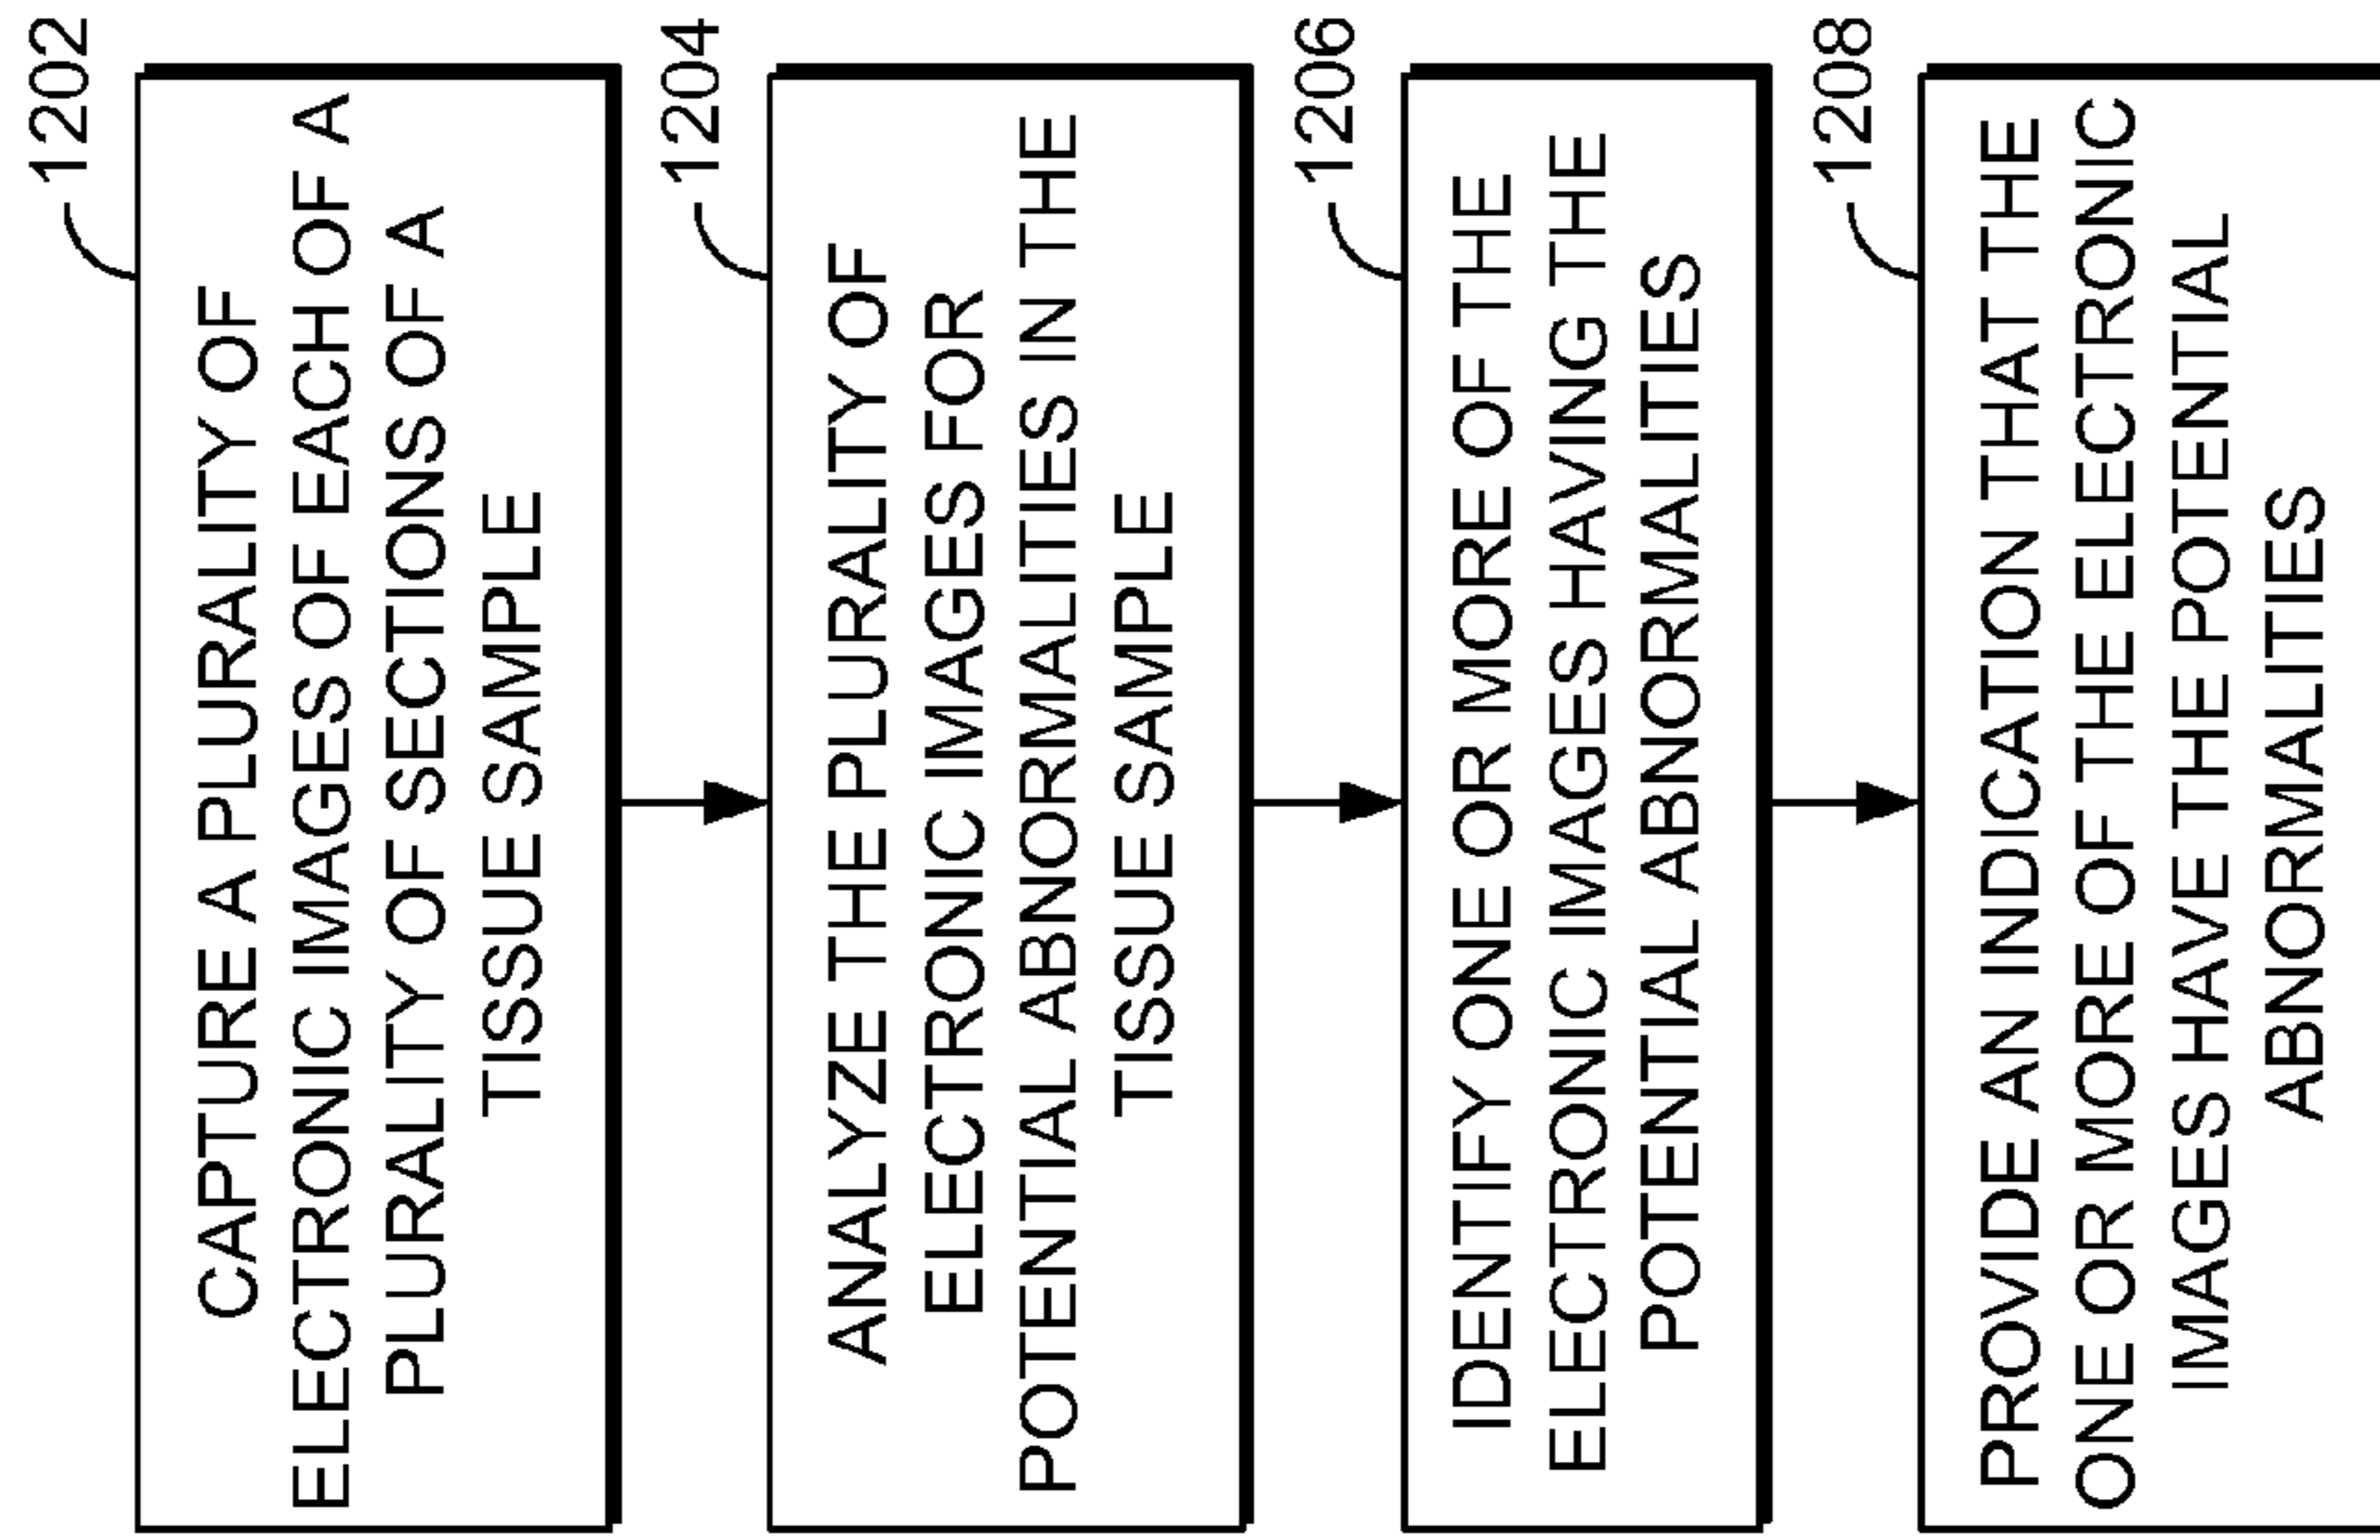 1202
CAPTURE A PLURALITY OF
ELECTRONIC IMAGES OF EACH OF A
PLURALITY OF SECTIONS OF A
TISSUE SAMPLE
1204
ANALYZE THE PLURALITY OF
ELECTRONIC IMAGES FOR
POTENTIAL ABNORMALITIES IN THE
TISSUE SAMPLE
1206
IDENTIFY ONE OR MORE OF THE
ELECTRONIC IMAGES HAVING THE
POTENTIAL ABNORMALITIES
1208
PROVIDE AN INDICATION THAT THE
ONE OR MORE OF THE ELECTRONIC
IMAGES HAVE THE POTENTIAL
ABNORMALITIES